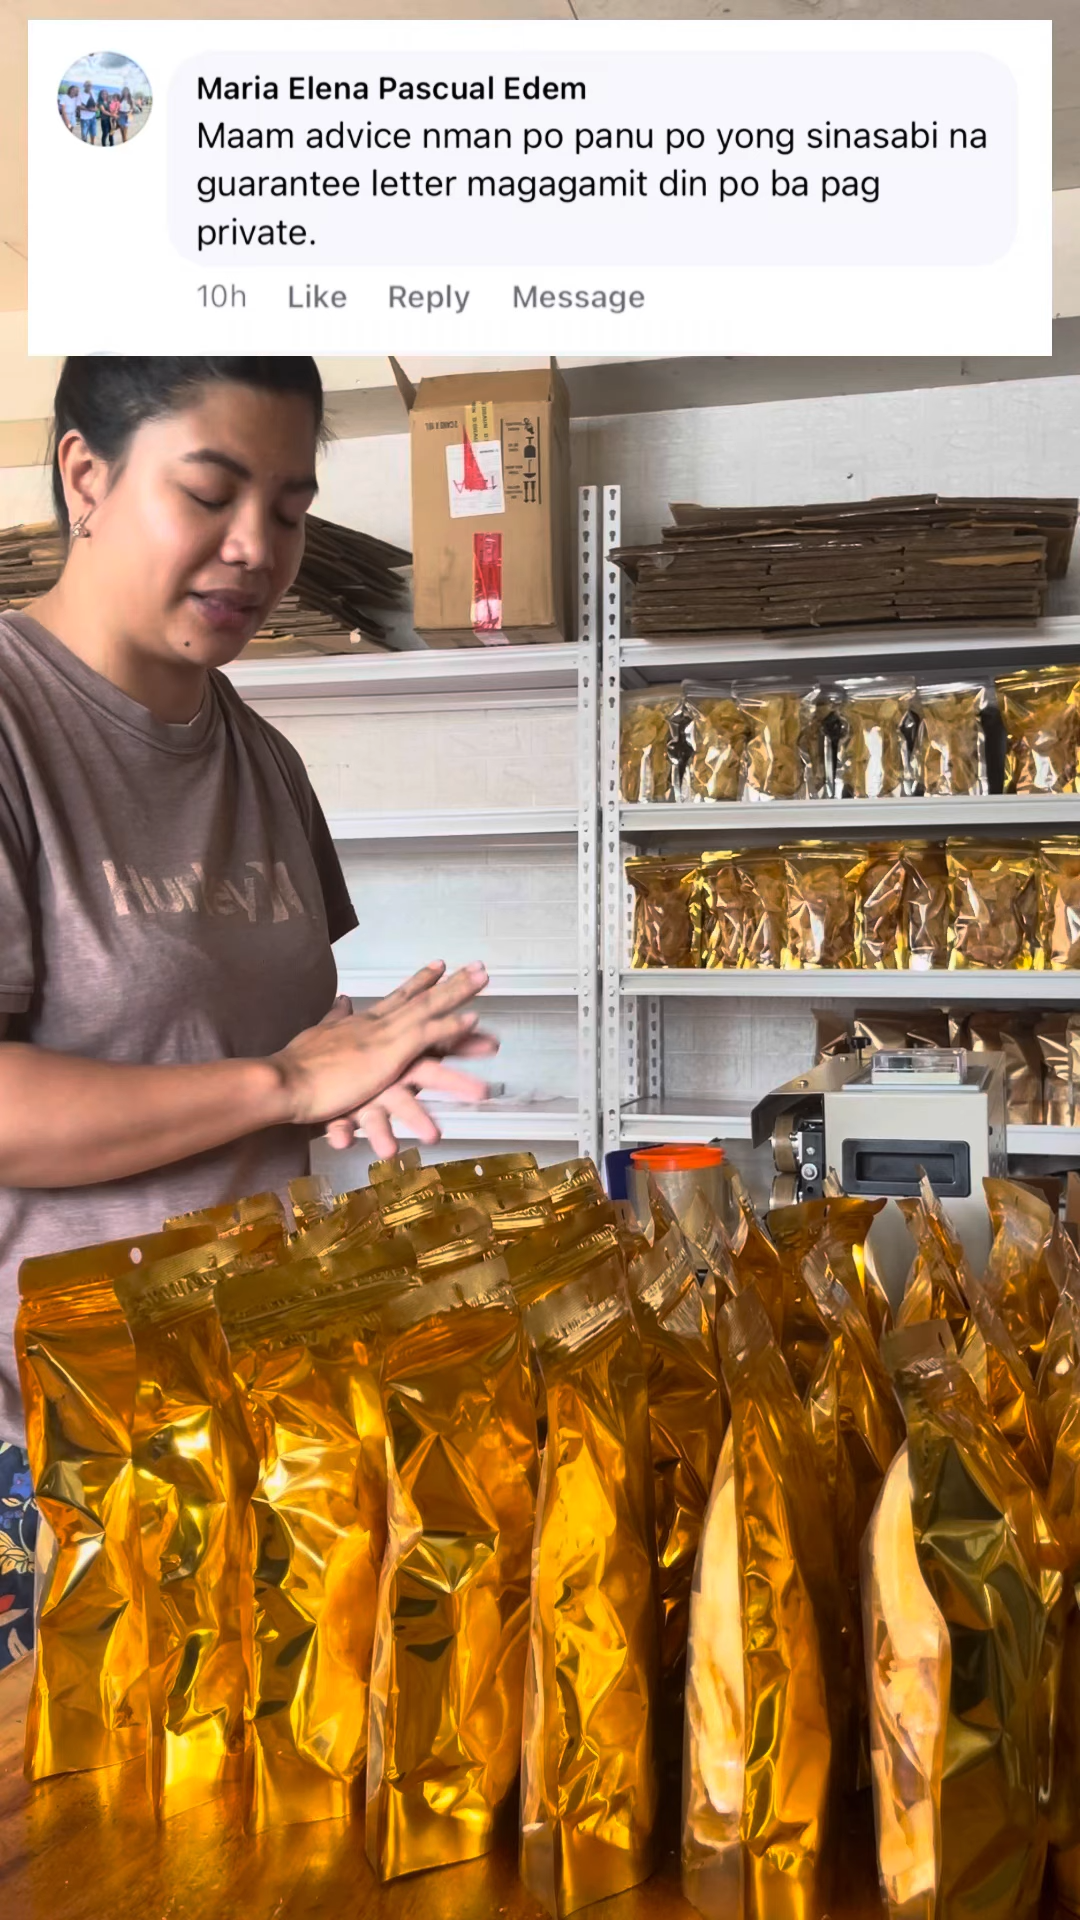 Maria Elena Pascual Edem
Maam advice nman po panu po yong sinasabi na
guarantee letter magagamit din po ba pag
private.
10h Like Reply Message
Hurley